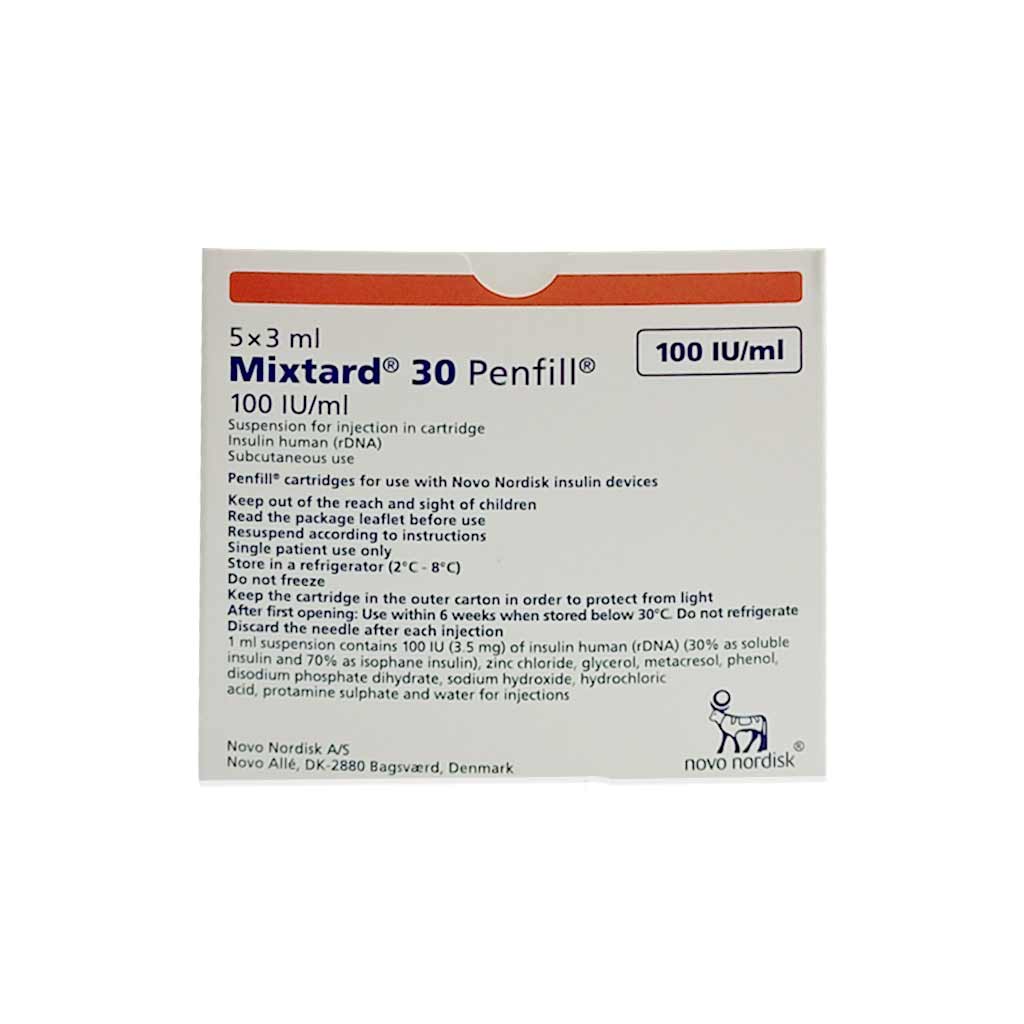 5×3 ml
Mixtard® 30 Penfill®
100 IU/ml
100 IU/ml
Suspension for injection in cartridge
Insulin human (rDNA)
Subcutaneous use
Penfill® cartridges for use with Novo Nordisk insulin devices
Keep out of the reach and sight of children
Read the package leaflet before use
Resuspend according to instructions
Single patient use only
Store in a refrigerator (2°C - 8°C)
Do not freeze
Keep the cartridge in the outer carton in order to protect from light
After first opening: Use within 6 weeks when stored below 30°C. Do not refrigerate
Discard the needle after each injection
1 ml suspension contains 100 IU (3.5 mg) of insulin human (rDNA) (30% as soluble
insulin and 70% as isophane insulin), zinc chloride, glycerol, metacresol, phenol,
disodium phosphate dihydrate, sodium hydroxide, hydrochloric
acid, protamine sulphate and water for injections
Novo Nordisk A/S
Novo Allé, DK-2880 Bagsværd, Denmark
novo nordisk®